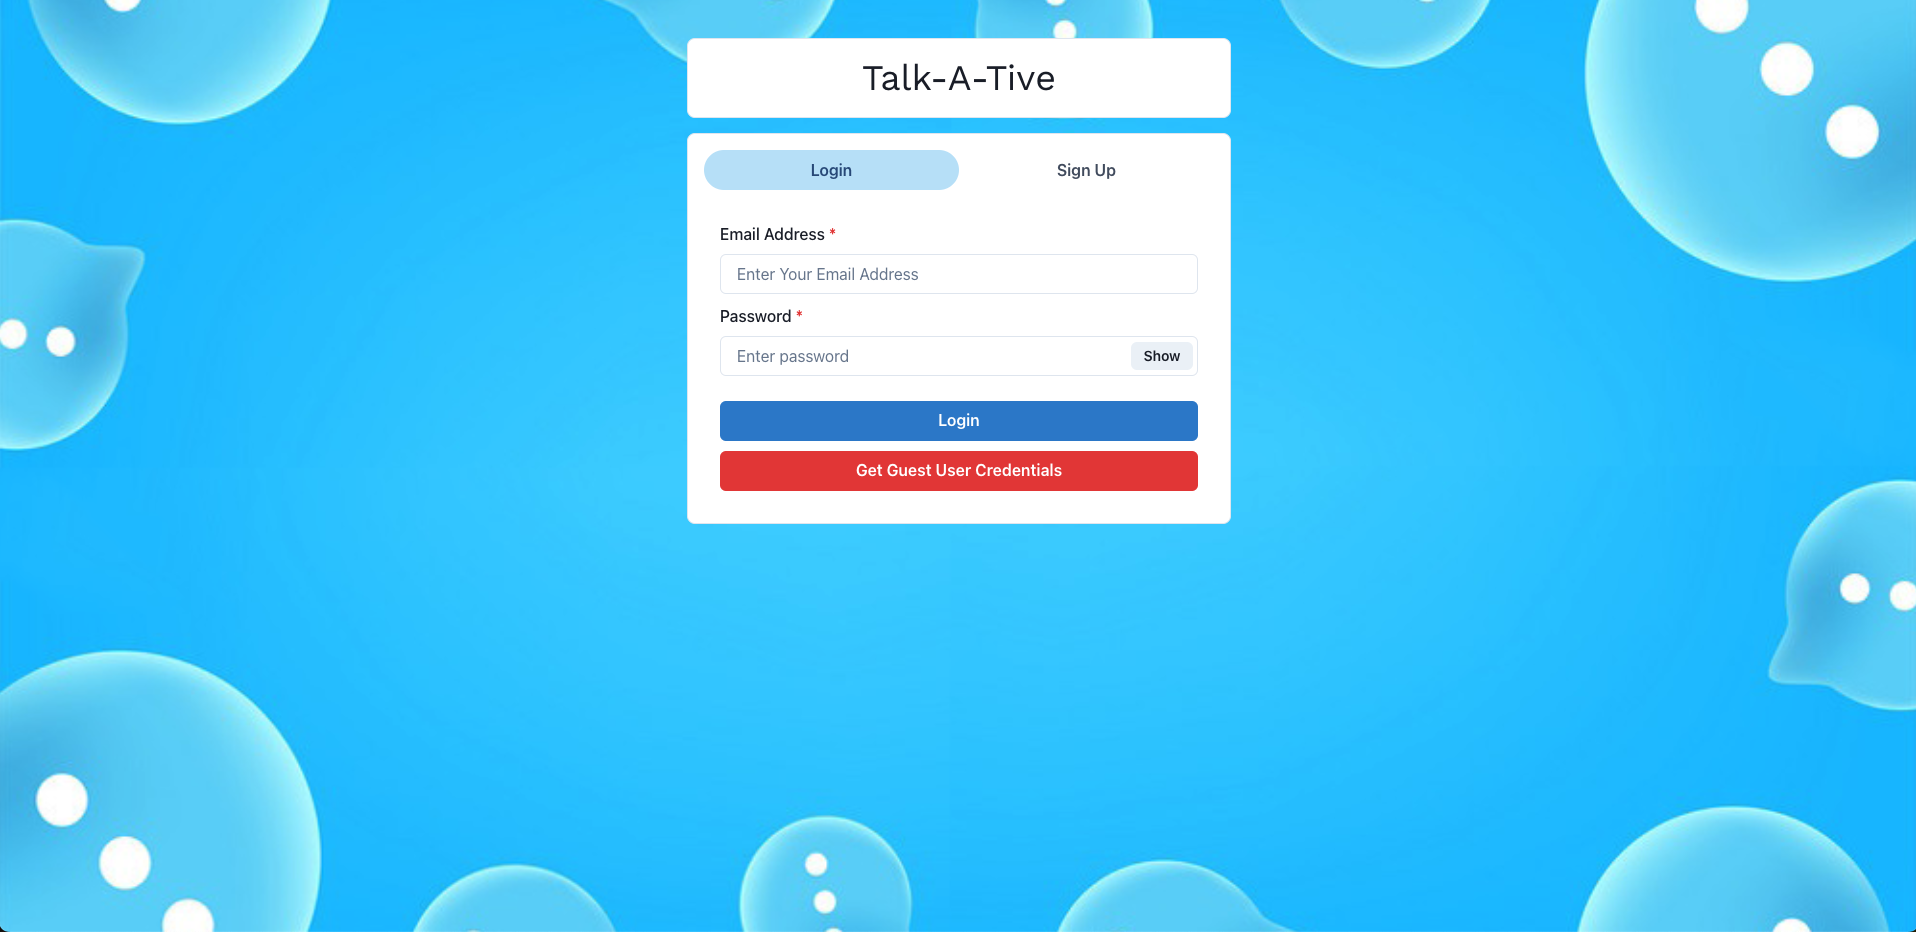 Talk-A-Tive
Login
Sign Up
Email Address *
Enter Your Email Address
Password *
Enter password
Show
Login
Get Guest User Credentials